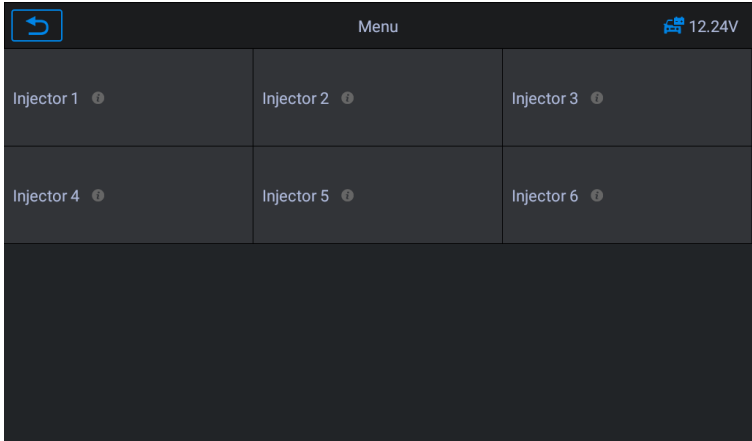 Menu
12.24V
Injector 1
Injector 2
Injector 3
Injector 4
Injector 5
Injector 6